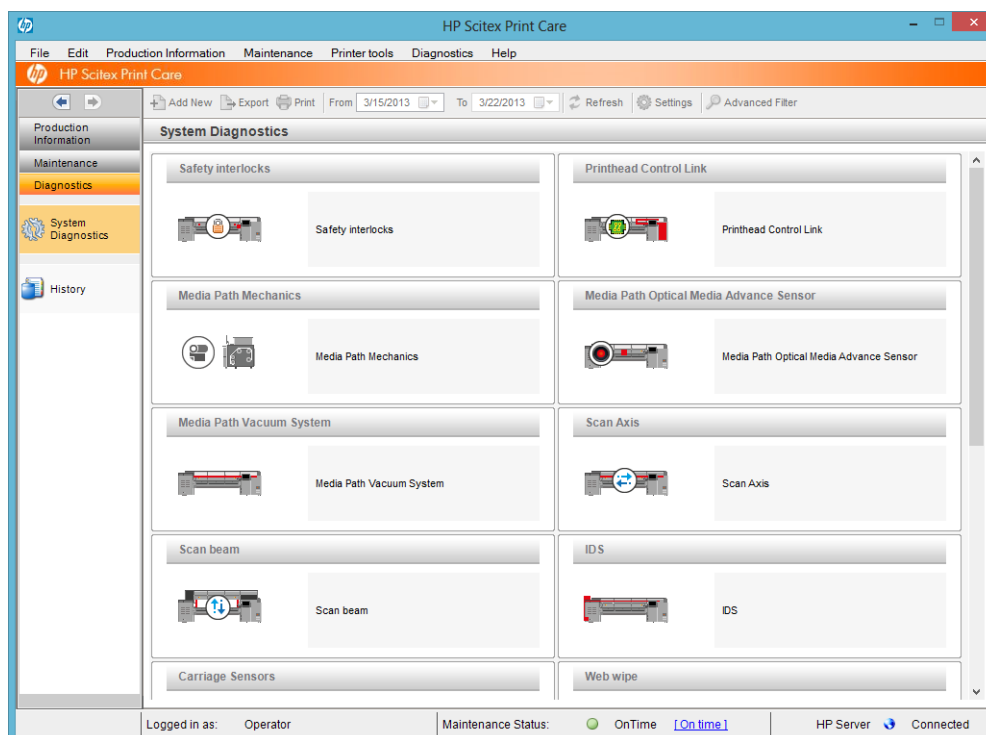 HP Scitex Print Care
File Edit Production Information Maintenance Printer tools Diagnostics Help
hp HP Scitex Print Care
Add New Export Print From 3/15/2013 To 3/22/2013 Refresh Settings Advanced Filter
Production
Information
Maintenance
Diagnostics
System
Diagnostics
History
System Diagnostics
Safety interlocks
Safety interlocks
Printhead Control Link
Printhead Control Link
Media Path Mechanics
Media Path Mechanics
Media Path Optical Media Advance Sensor
Media Path Optical Media Advance Sensor
Media Path Vacuum System
Media Path Vacuum System
Scan Axis
Scan Axis
Scan beam
Scan beam
IDS
IDS
Carriage Sensors
Web wipe
Logged in as: Operator Maintenance Status: OnTime [ On time ] HP Server Connected